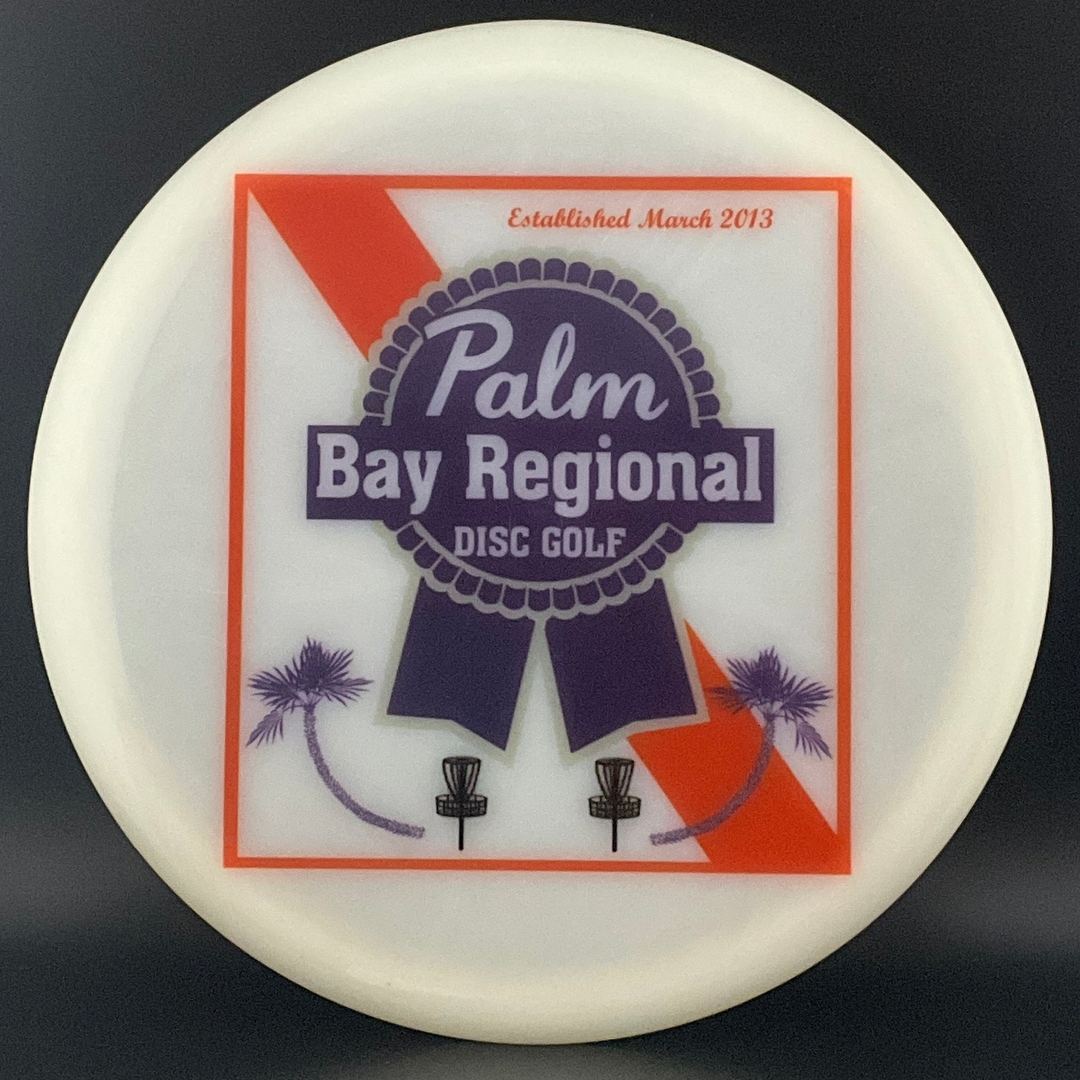 Established March 2013
Palm
Bay Regional
DISC GOLF